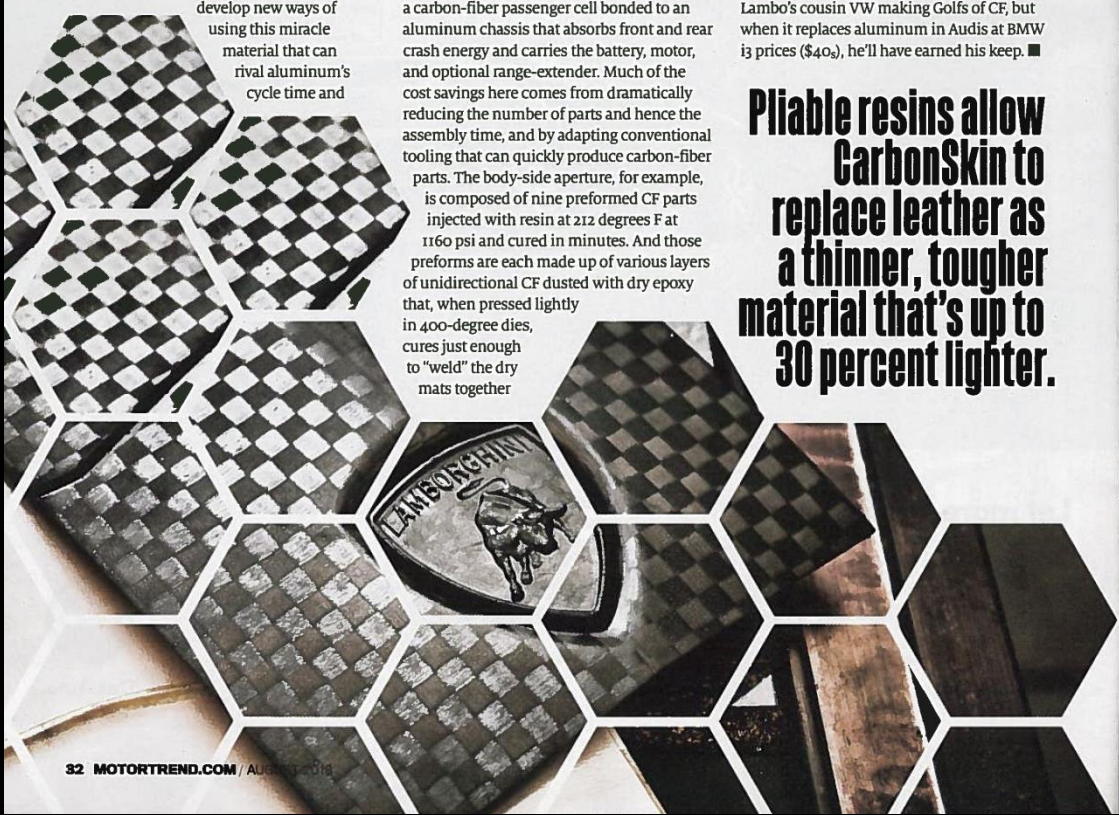 develop new ways of
using this miracle
material that can
rival aluminum's
cycle time and
a carbon-fiber passenger cell bonded to an
aluminum chassis that absorbs front and rear
crash energy and carries the battery, motor,
and optional range-extender. Much of the
cost savings here comes from dramatically
reducing the number of parts and hence the
assembly time, and by adapting conventional
tooling that can quickly produce carbon-fiber
parts. The body-side aperture, for example,
is composed of nine preformed CF parts
injected with resin at 212 degrees F at
1160 psi and cured in minutes. And those
preforms are each made up of various layers
of unidirectional CF dusted with dry epoxy
that, when pressed lightly
in 400-degree dies,
cures just enough
to “weld” the dry
mats together
Lambo's cousin VW making Golfs of CF, but
when it replaces aluminum in Audis at BMW
i3 prices ($40s), he'll have earned his keep. ■
Pliable resins allow
CarbonSkin to
replace leather as
a thinner, tougher
material that's up to
30 percent lighter.
LAMBORGHINI
32 MOTORTREND.COM / AUGUST